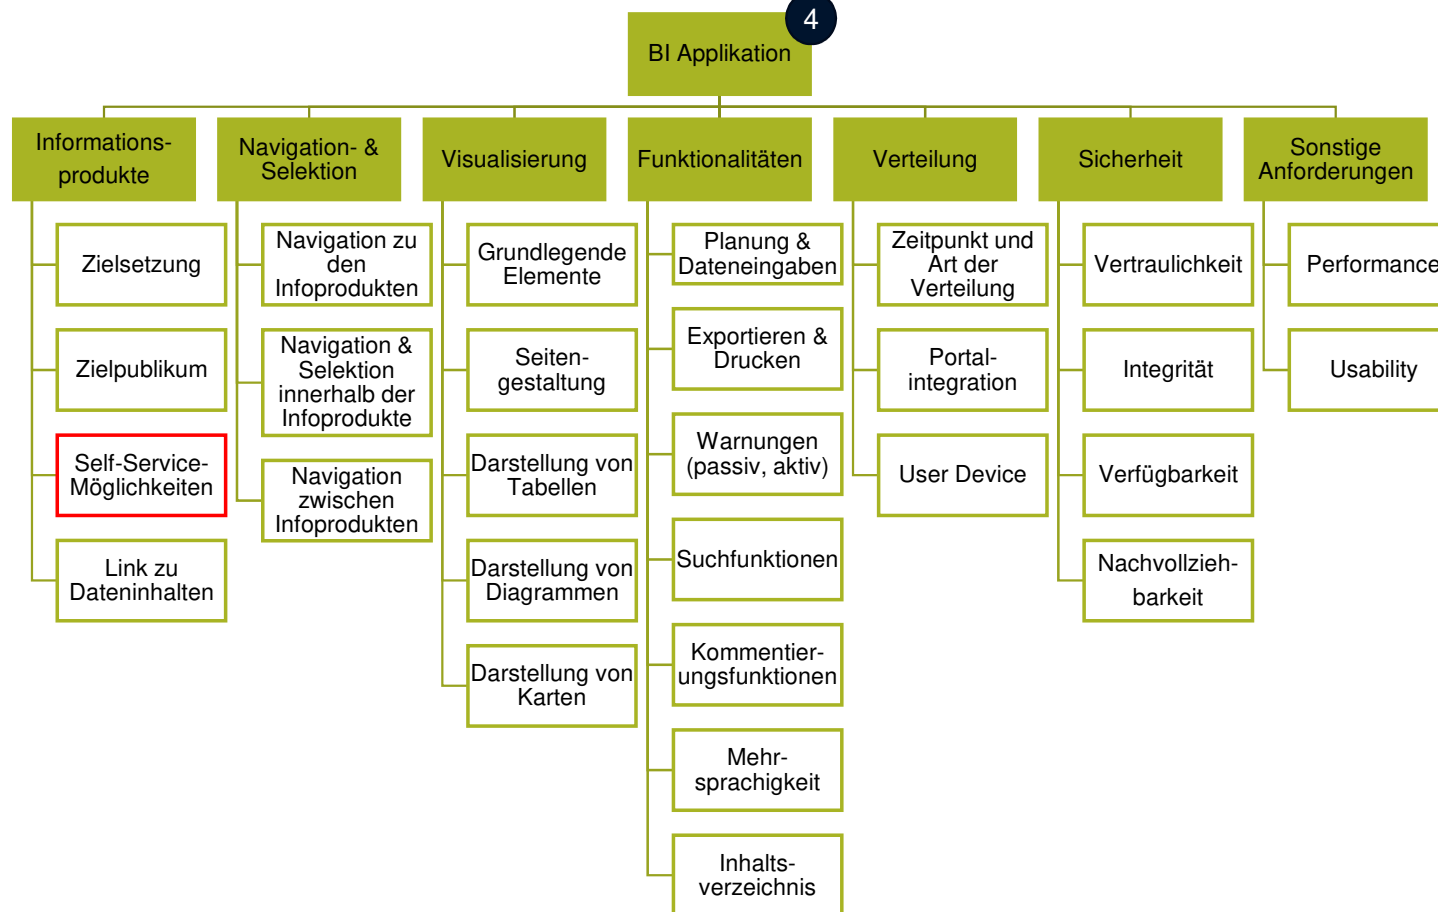 4
BI Applikation
Informations-
produkte
Navigation- &
Selektion
Visualisierung
Funktionalitäten
Verteilung
Sicherheit
Sonstige
Anforderungen
Zielsetzung
Zielpublikum
Self-Service-
Möglichkeiten
Link zu
Dateninhalten
Navigation zu
den
Infoprodukten
Navigation &
Selektion
innerhalb der
Infoprodukte
Navigation
zwischen
Infoprodukten
Grundlegende
Elemente
Seiten-
gestaltung
Darstellung von
Tabellen
Darstellung von
Diagrammen
Darstellung von
Karten
Planung &
Dateneingaben
Exportieren &
Drucken
Warnungen
(passiv, aktiv)
Suchfunktionen
Kommentier-
ungsfunktionen
Mehr-
sprachigkeit
Inhalts-
verzeichnis
Zeitpunkt und
Art der
Verteilung
Portal-
integration
User Device
Vertraulichkeit
Integrität
Verfügbarkeit
Nachvollzieh-
barkeit
Performance
Usability